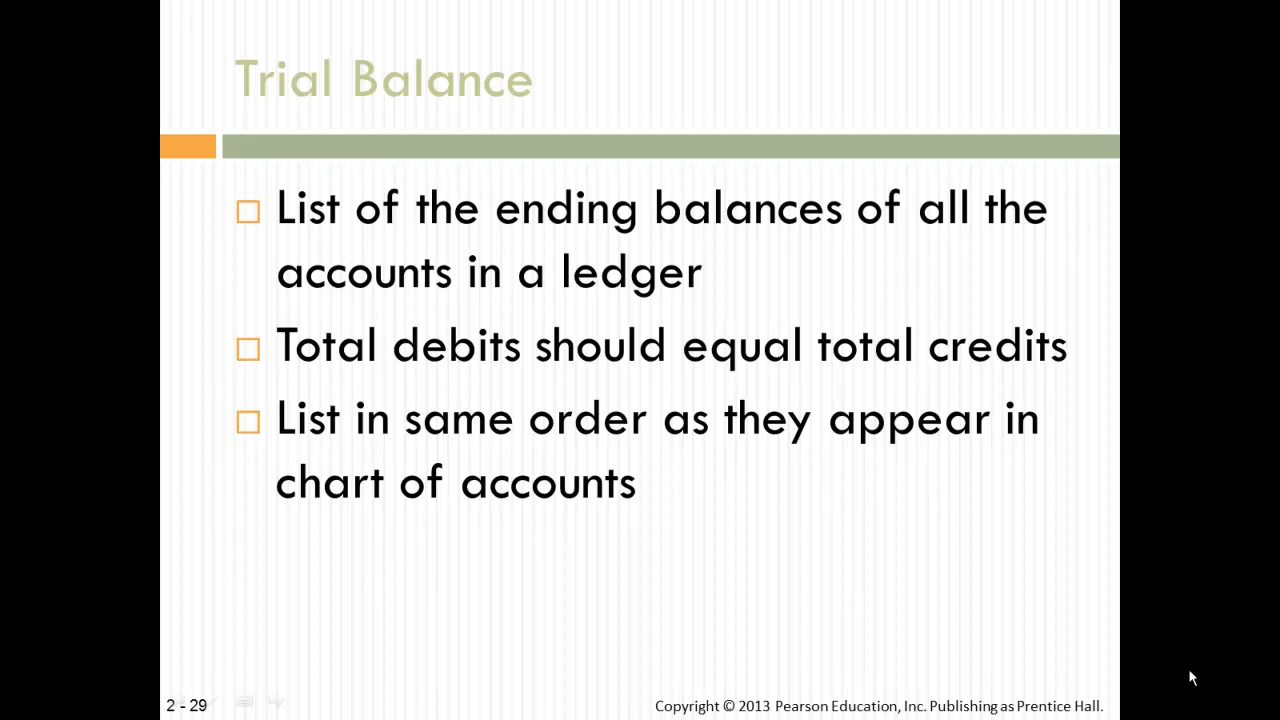 Trial Balance
List of the ending balances of all the
accounts in a ledger
Total debits should equal total credits
List in same order as they appear in
chart of accounts
2 - 29
Copyright © 2013 Pearson Education, Inc. Publishing as Prentice Hall.